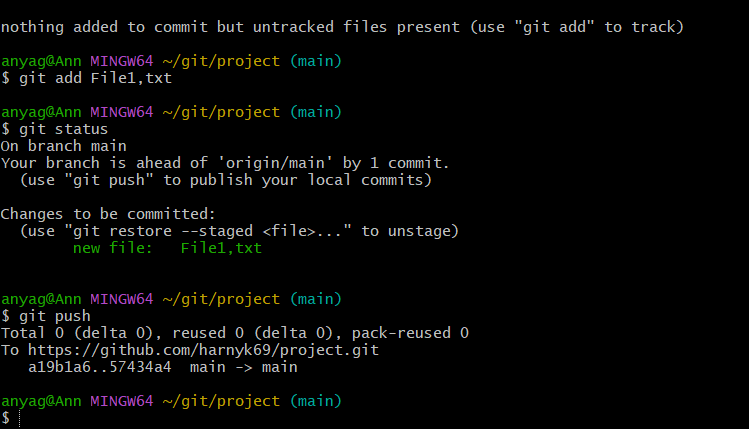 nothing added to commit but untracked files present (use "git add" to track)
anyag@Ann MINGW64 ~/git/project (main)
$ git add File1,txt
anyag@Ann MINGW64 ~/git/project (main)
$ git status
On branch main
Your branch is ahead of 'origin/main' by 1 commit.
  (use "git push" to publish your local commits)
Changes to be committed:
  (use "git restore --staged <file>..." to unstage)
        new file:   File1,txt
anyag@Ann MINGW64 ~/git/project (main)
$ git push
Total 0 (delta 0), reused 0 (delta 0), pack-reused 0
To https://github.com/harnyk69/project.git
   a19b1a6..57434a4  main -> main
anyag@Ann MINGW64 ~/git/project (main)
$